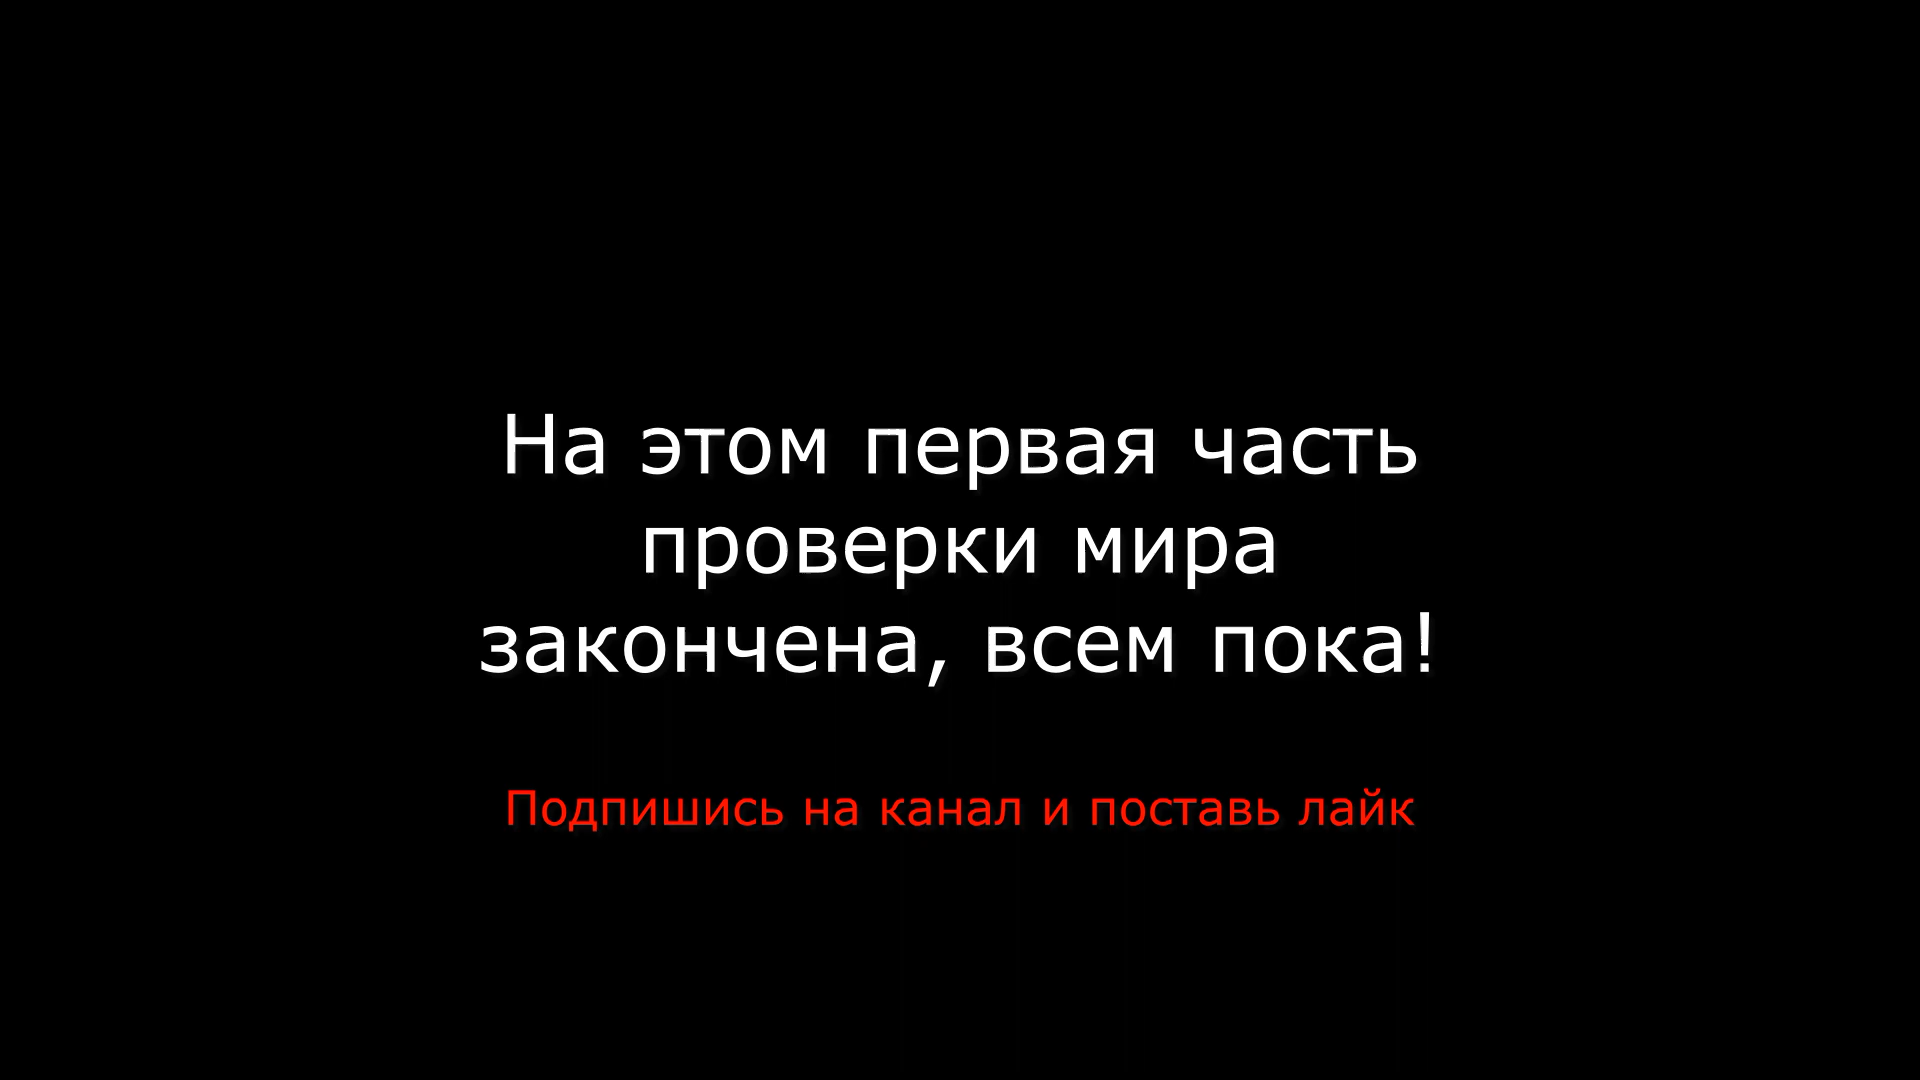 На этом первая часть
проверки мира
закончена, всем пока!
Подпишись на канал и поставь лайк